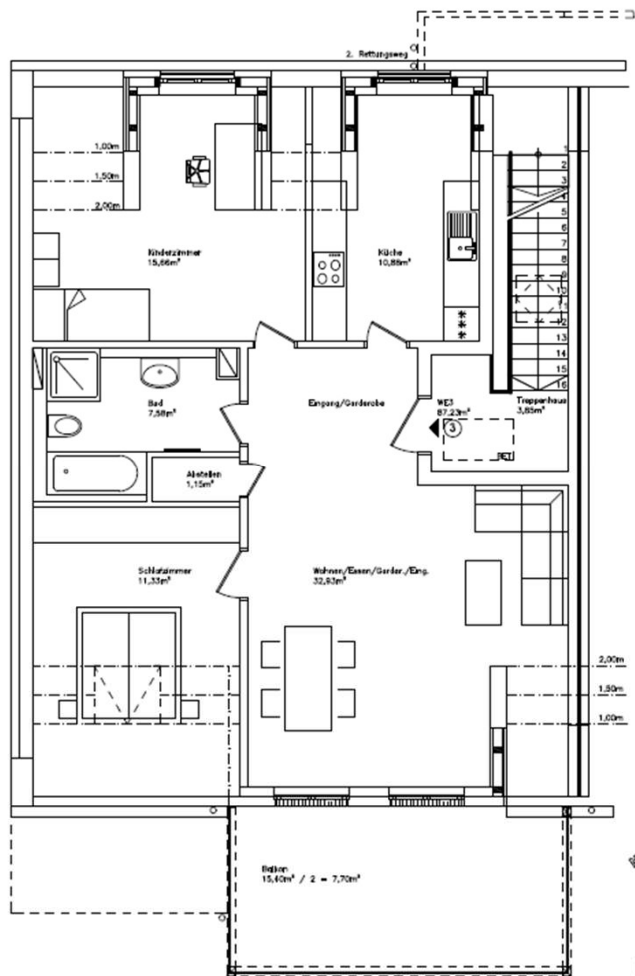 2. Rettungsweg
1,00m
1,50m
2,00m
Kinderzimmer
15,66m²
Küche
10,88m²
1
2
3
4
5
6
7
8
9
10
11
12
13
14
15
16
Bad
7,58m²
Eingang/Garderobe
WE3
87,23m²
3
Treppenhaus
3,85m²
RET
Abstellen
1,15m²
Schlafzimmer
11,33m²
Wohnen/Essen/Garder./Eing.
32,93m²
2,00m
1,50m
1,00m
Balkon
15,40m² / 2 = 7,70m²